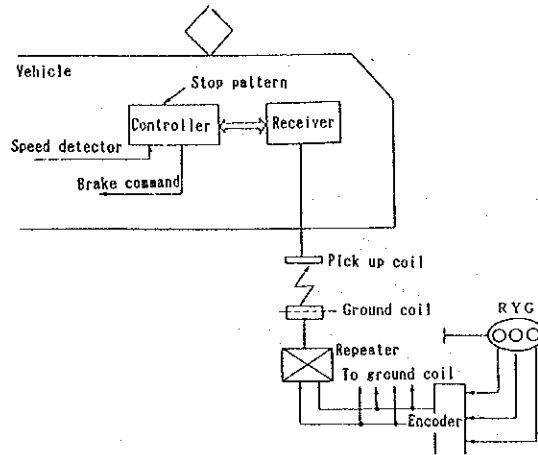 Vehicle
Stop pattern
Controller
Receiver
Speed detector
Brake command
Pick up coil
Ground coil
R Y G
Repeater
To ground coil
Encoder